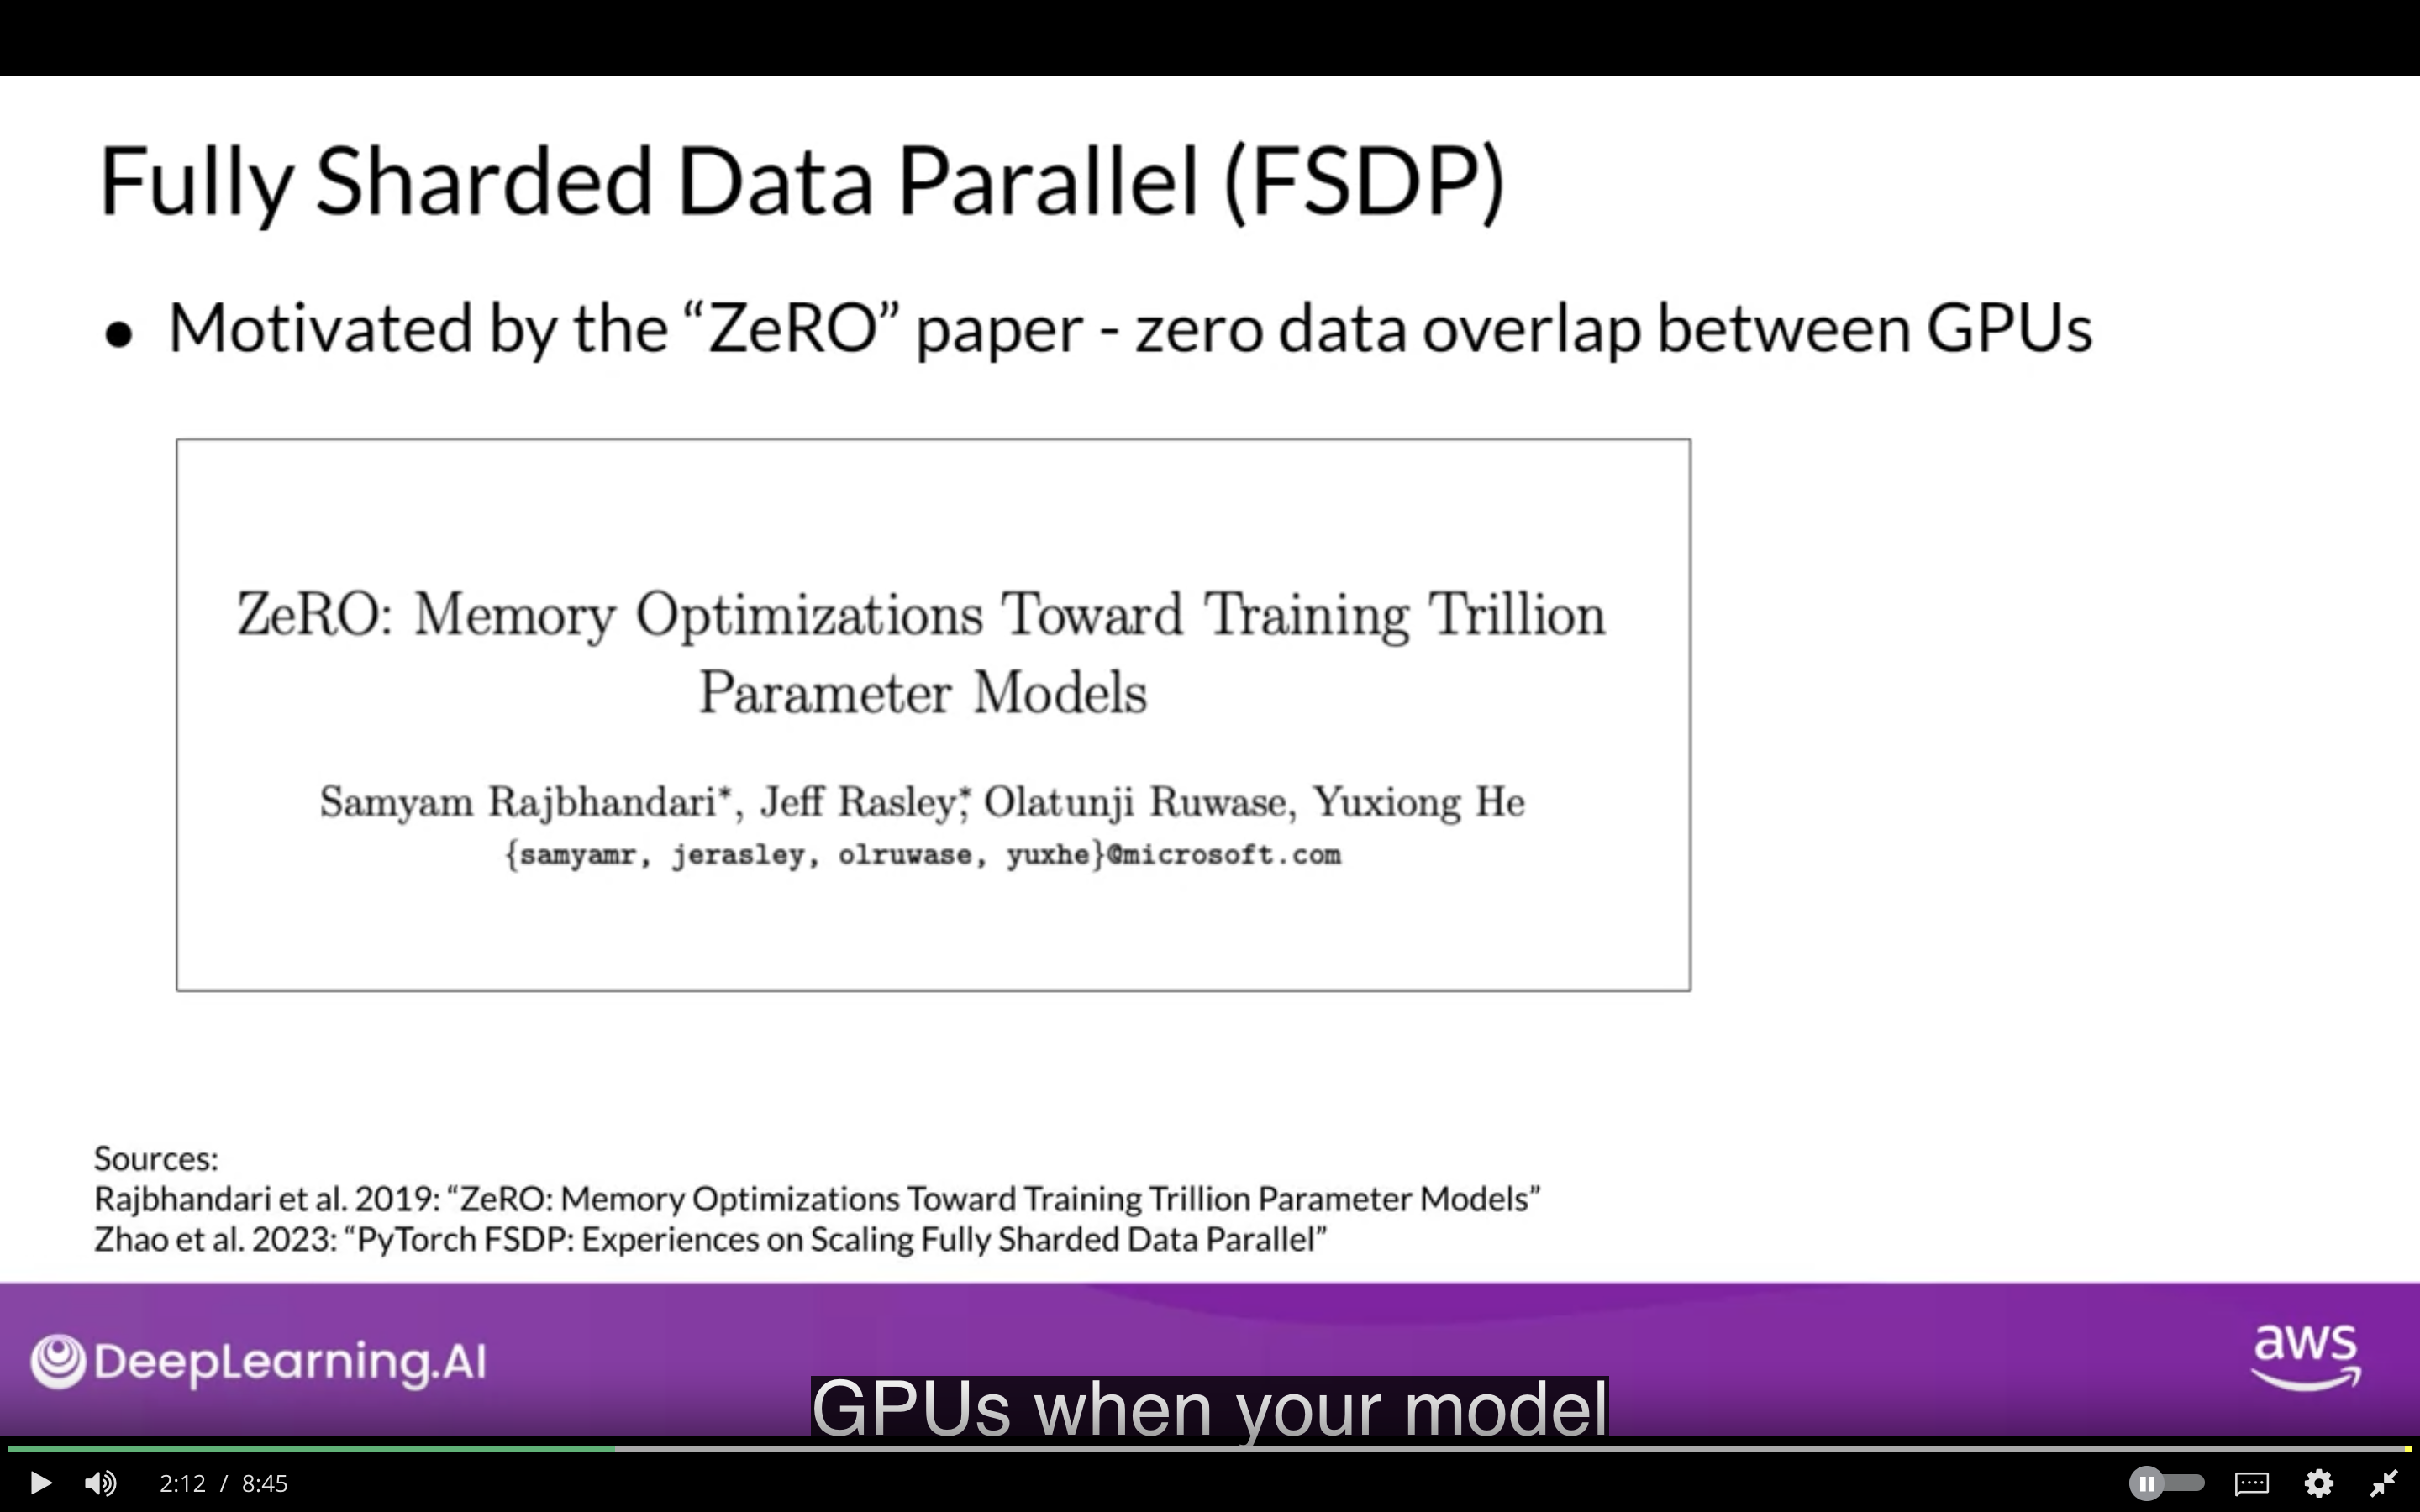 Fully Sharded Data Parallel (FSDP)
● Motivated by the “ZeRO” paper - zero data overlap between GPUs
ZeRO: Memory Optimizations Toward Training Trillion
Parameter Models
Samyam Rajbhandari*, Jeff Rasley*, Olatunji Ruwase, Yuxiong He
{samyamr, jerasley, olruwase, yuxhe}@microsoft.com
Sources:
Rajbhandari et al. 2019: “ZeRO: Memory Optimizations Toward Training Trillion Parameter Models”
Zhao et al. 2023: “PyTorch FSDP: Experiences on Scaling Fully Sharded Data Parallel”
DeepLearning.AI
aws
GPUs when your model
2:12 / 8:45